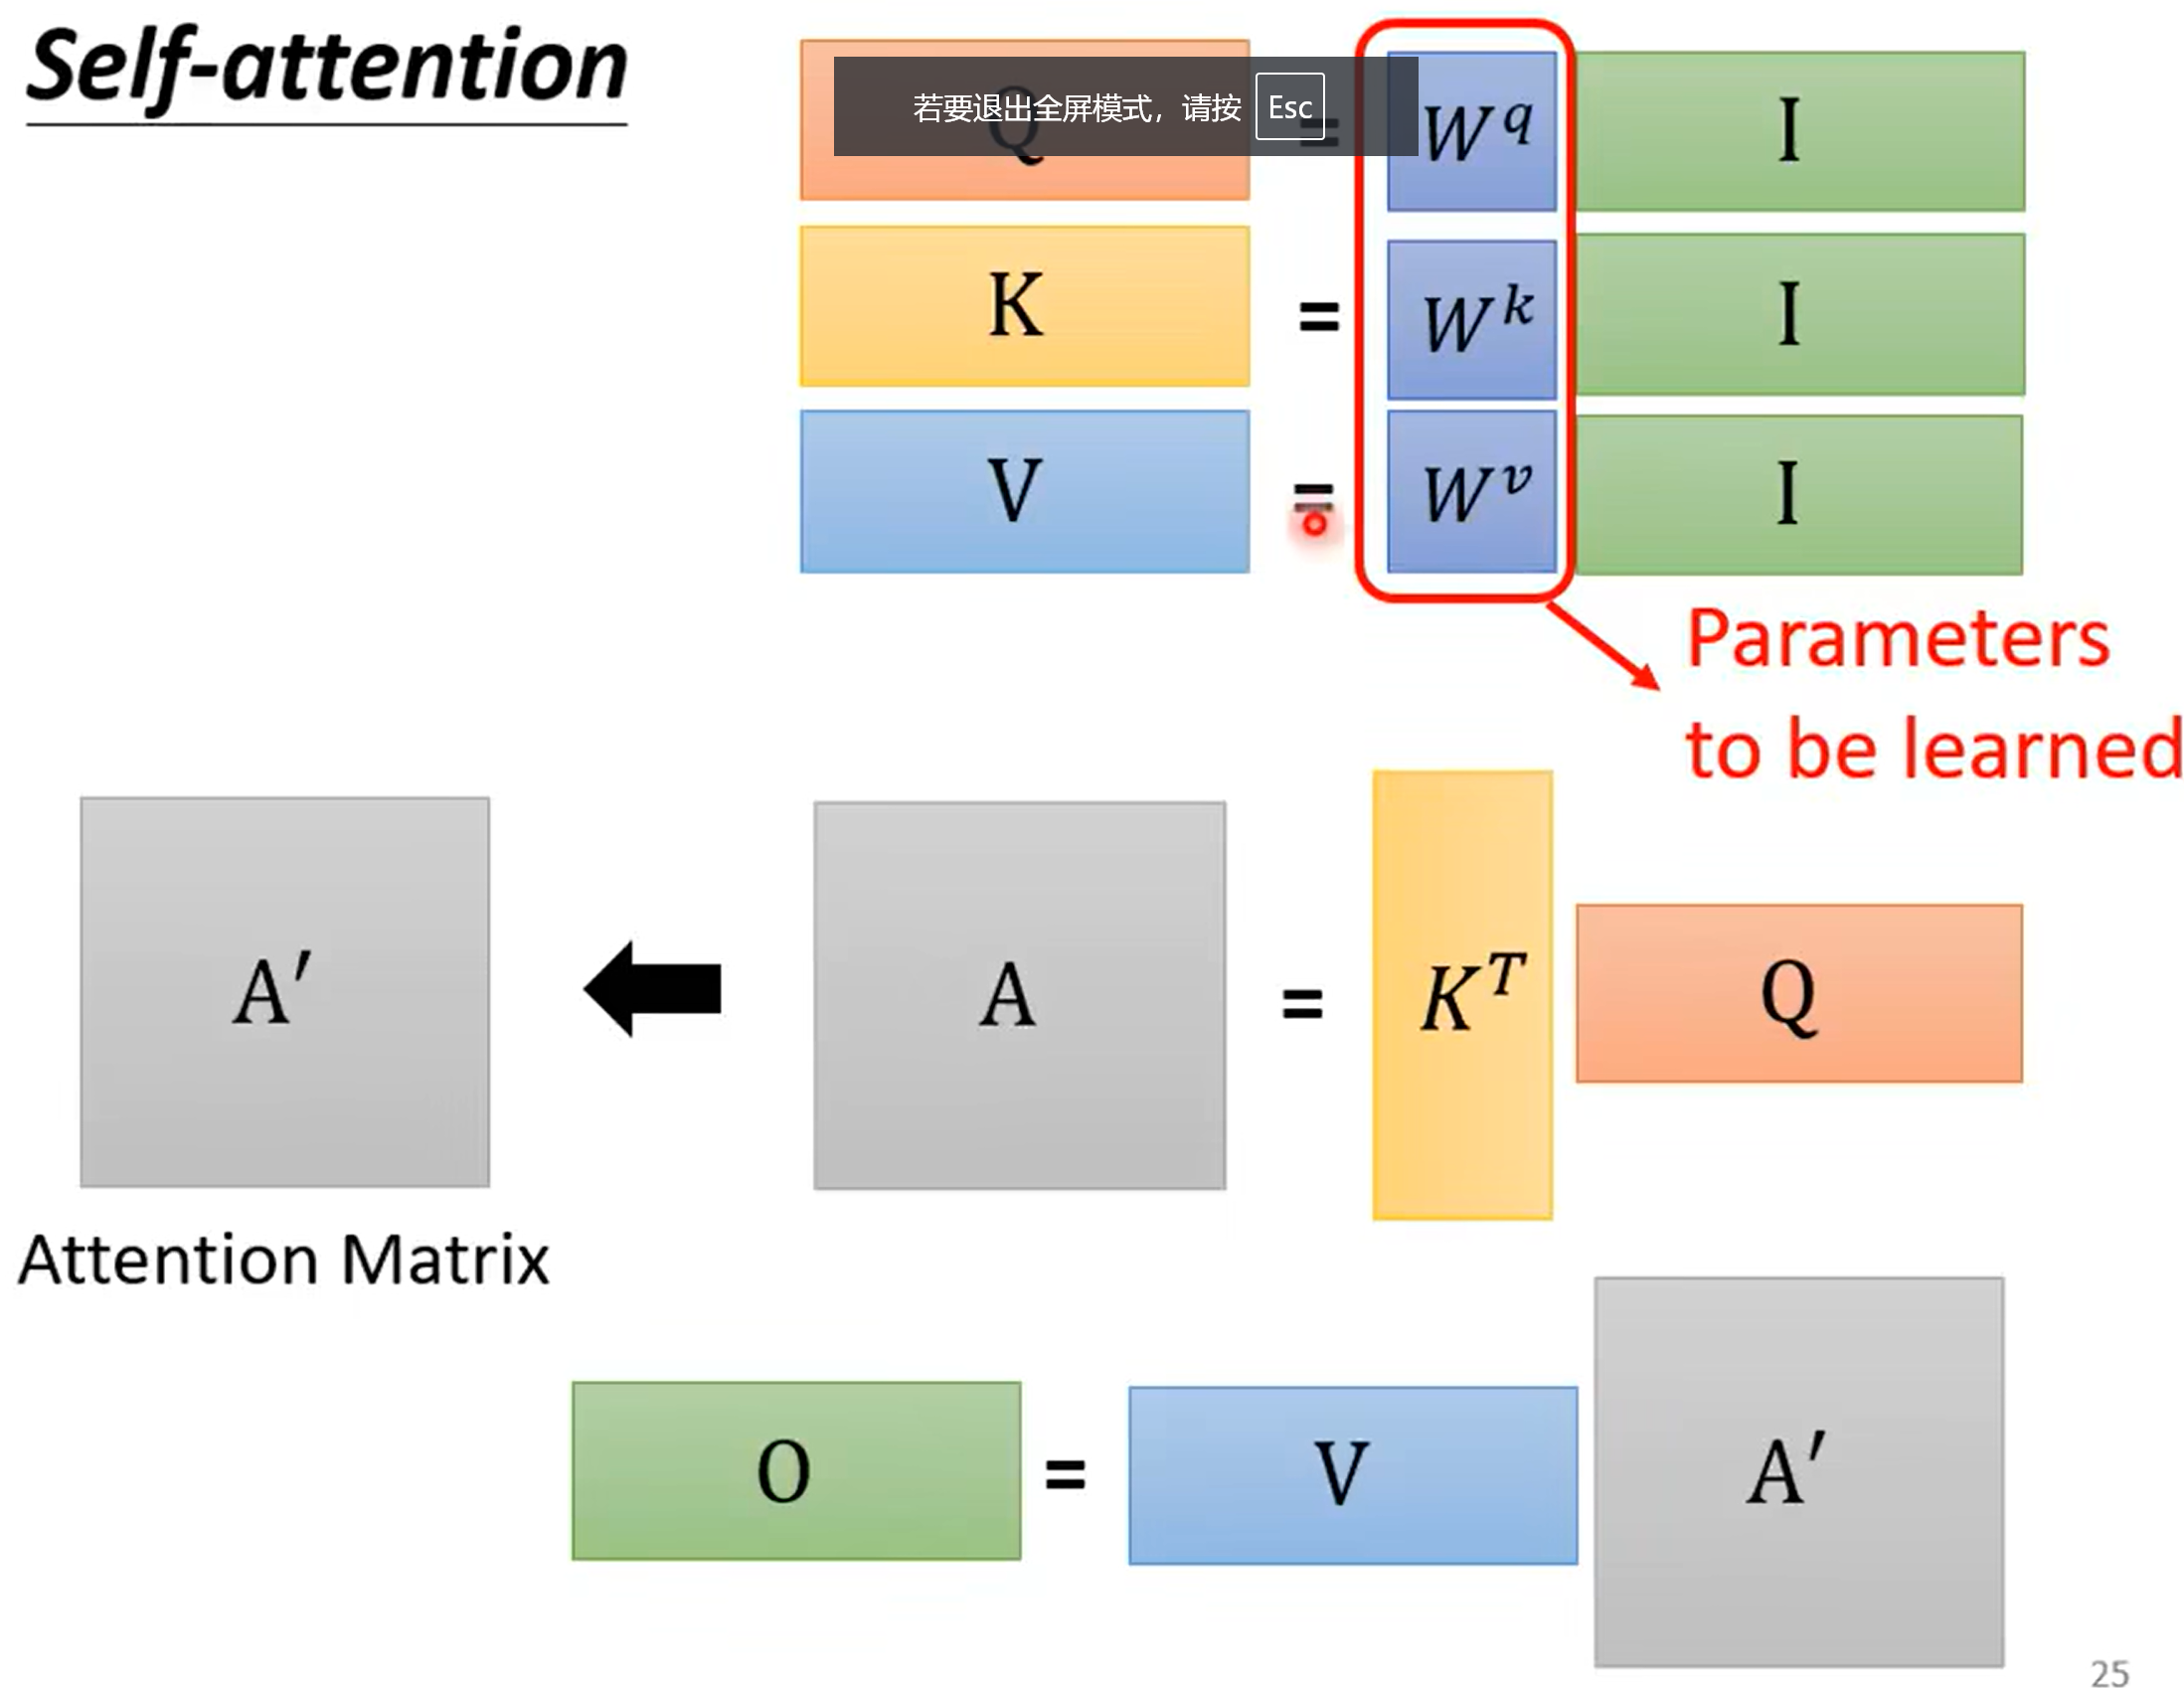 Self-attention
若要退出全屏模式，请按 Esc
Q = W^q I
K = W^k I
V = W^v I
Parameters
to be learned
A′ A = K^T Q
Attention Matrix
O = V A′
25